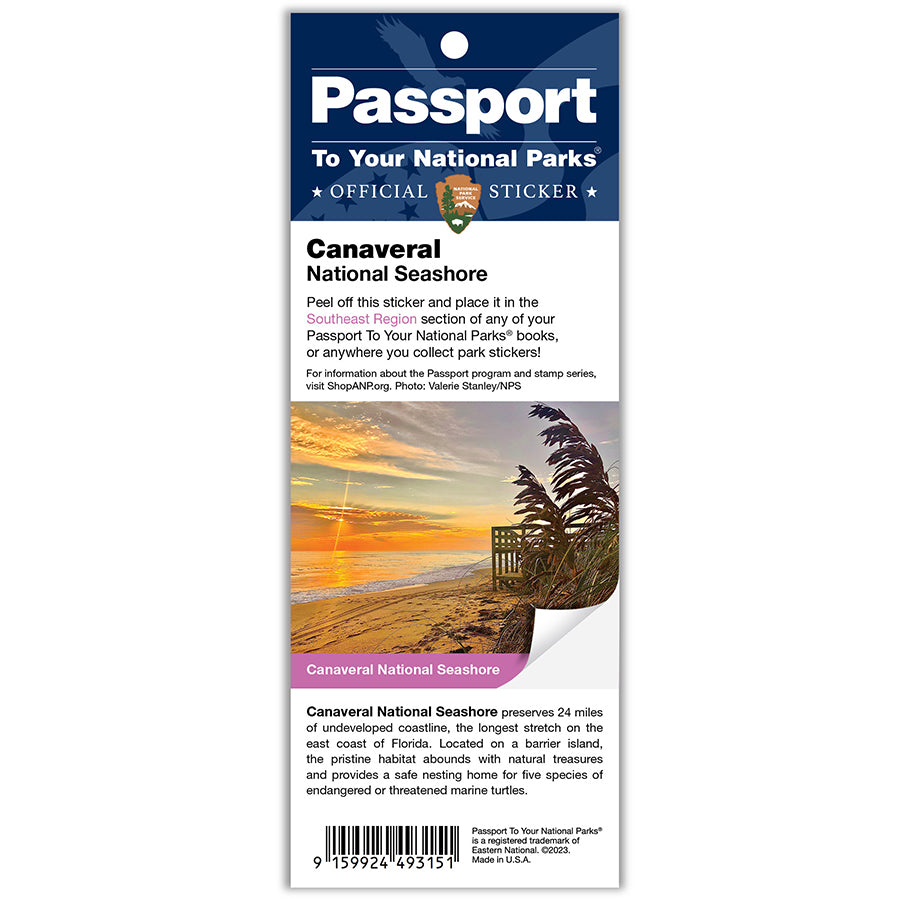 Passport
To Your National Parks®
★ OFFICIAL STICKER ★
NATIONAL
PARK
SERVICE
Canaveral
National Seashore
Peel off this sticker and place it in the
Southeast Region section of any of your
Passport To Your National Parks® books,
or anywhere you collect park stickers!
For information about the Passport program and stamp series,
visit ShopANP.org. Photo: Valerie Stanley/NPS
Canaveral National Seashore
Canaveral National Seashore preserves 24 miles
of undeveloped coastline, the longest stretch on the
east coast of Florida. Located on a barrier island,
the pristine habitat abounds with natural treasures
and provides a safe nesting home for five species of
endangered or threatened marine turtles.
9 159924 493151
Passport To Your National Parks®
is a registered trademark of
Eastern National. ©2023.
Made in U.S.A.